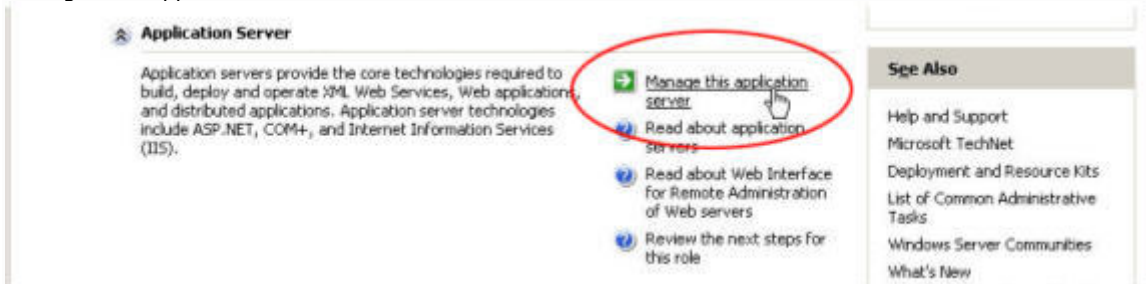 Application Server
Application servers provide the core technologies required to
build, deploy and operate XML Web Services, Web applications,
and distributed applications. Application server technologies
include ASP.NET, COM+, and Internet Information Services
(IIS).
Manage this application
server
Read about application
servers
Read about Web Interface
for Remote Administration
of Web servers
Review the next steps for
this role
See Also
Help and Support
Microsoft TechNet
Deployment and Resource Kits
List of Common Administrative
Tasks
Windows Server Communities
What's New